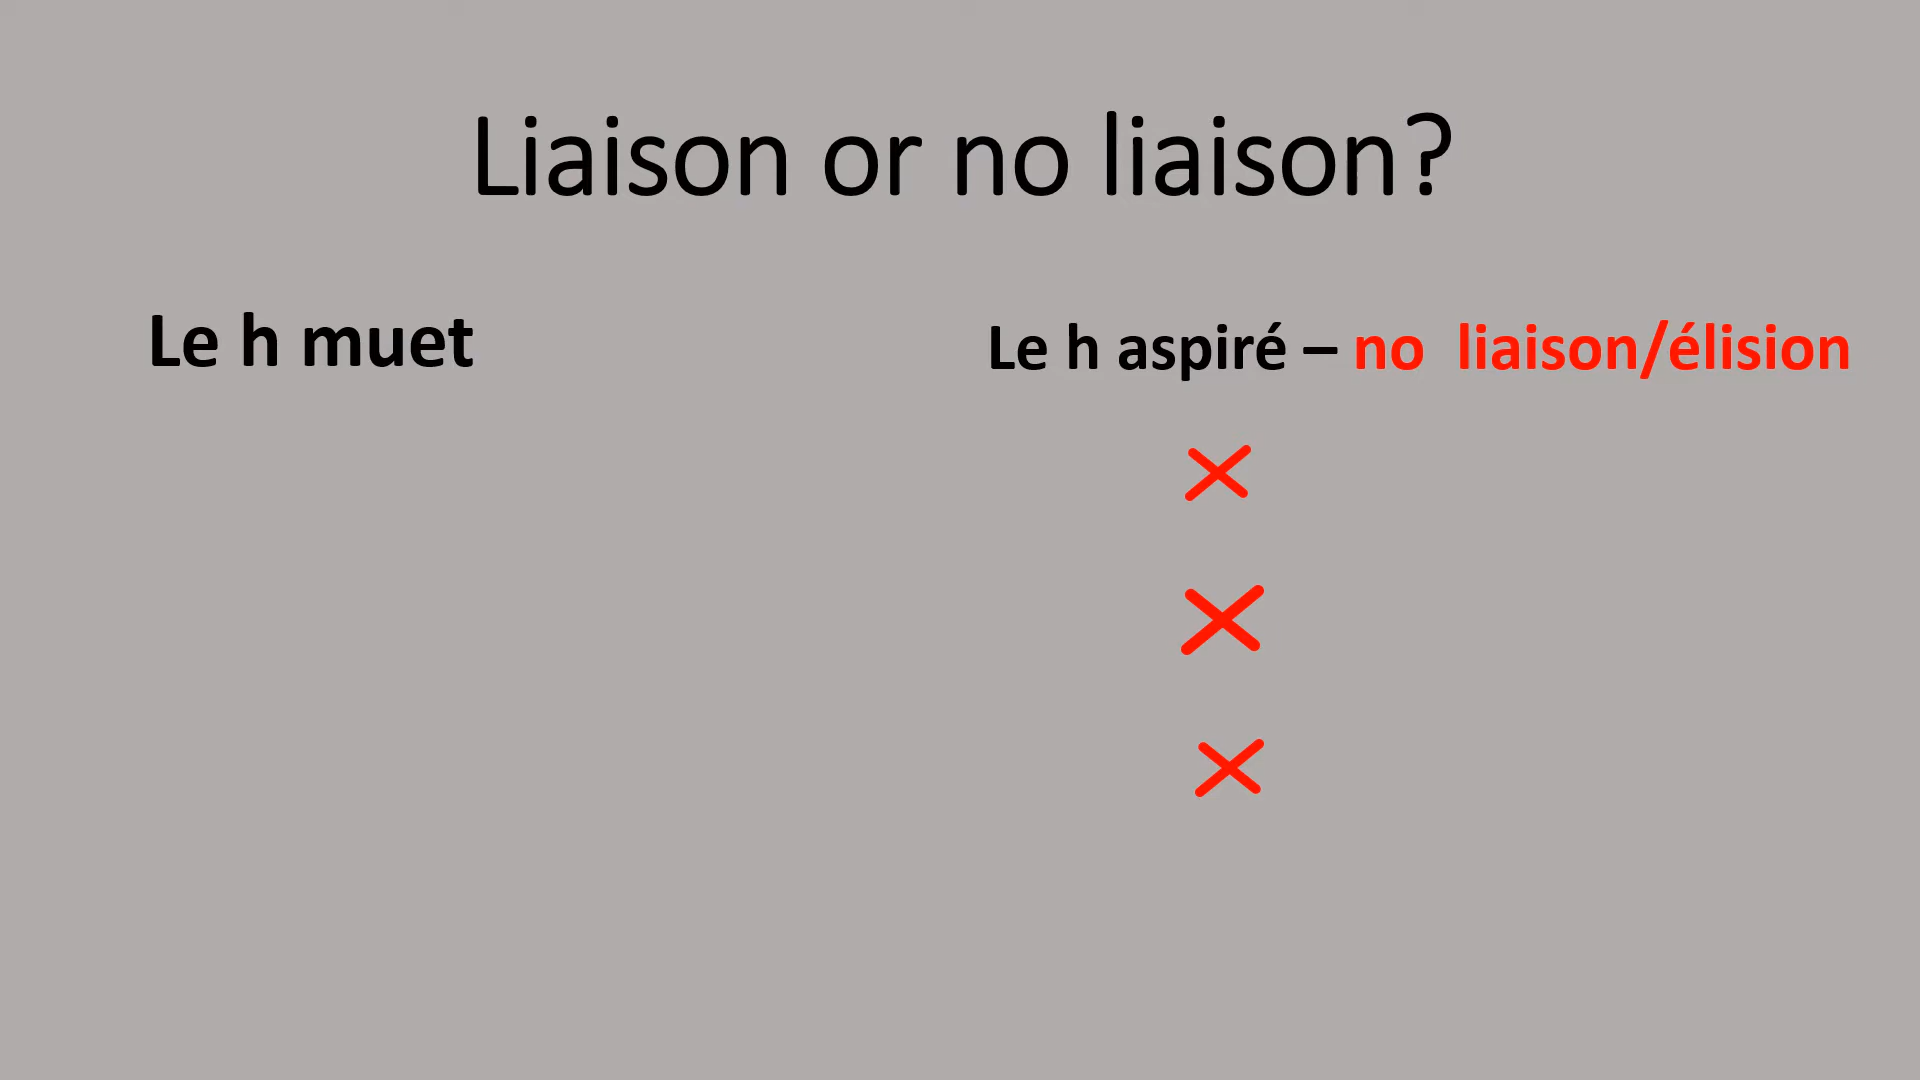 Liaison or no liaison?
Le h muet
Le h aspiré – no  liaison/élision